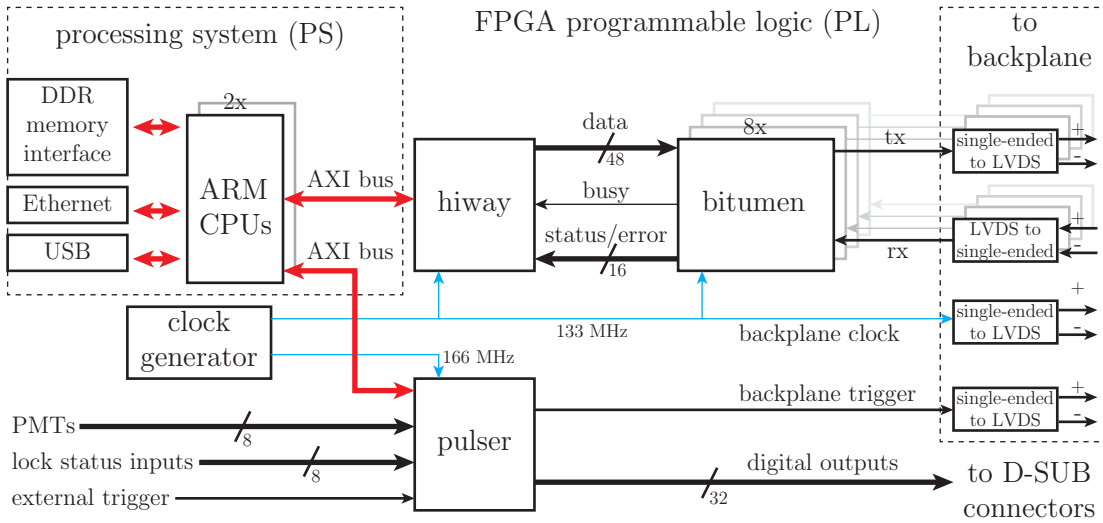 processing system (PS)
FPGA programmable logic (PL)
to
backplane
DDR
memory
interface
Ethernet
USB
2x
ARM
CPUs
AXI bus
AXI bus
hiway
data
48
busy
status/error
16
8x
bitumen
tx
rx
single-ended
to LVDS
+
-
LVDS to
single-ended
+
-
clock
generator
133 MHz
166 MHz
backplane clock
single-ended
to LVDS
+
-
backplane trigger
single-ended
to LVDS
+
-
PMTs
8
lock status inputs
8
external trigger
pulser
digital outputs
32
to D-SUB
connectors